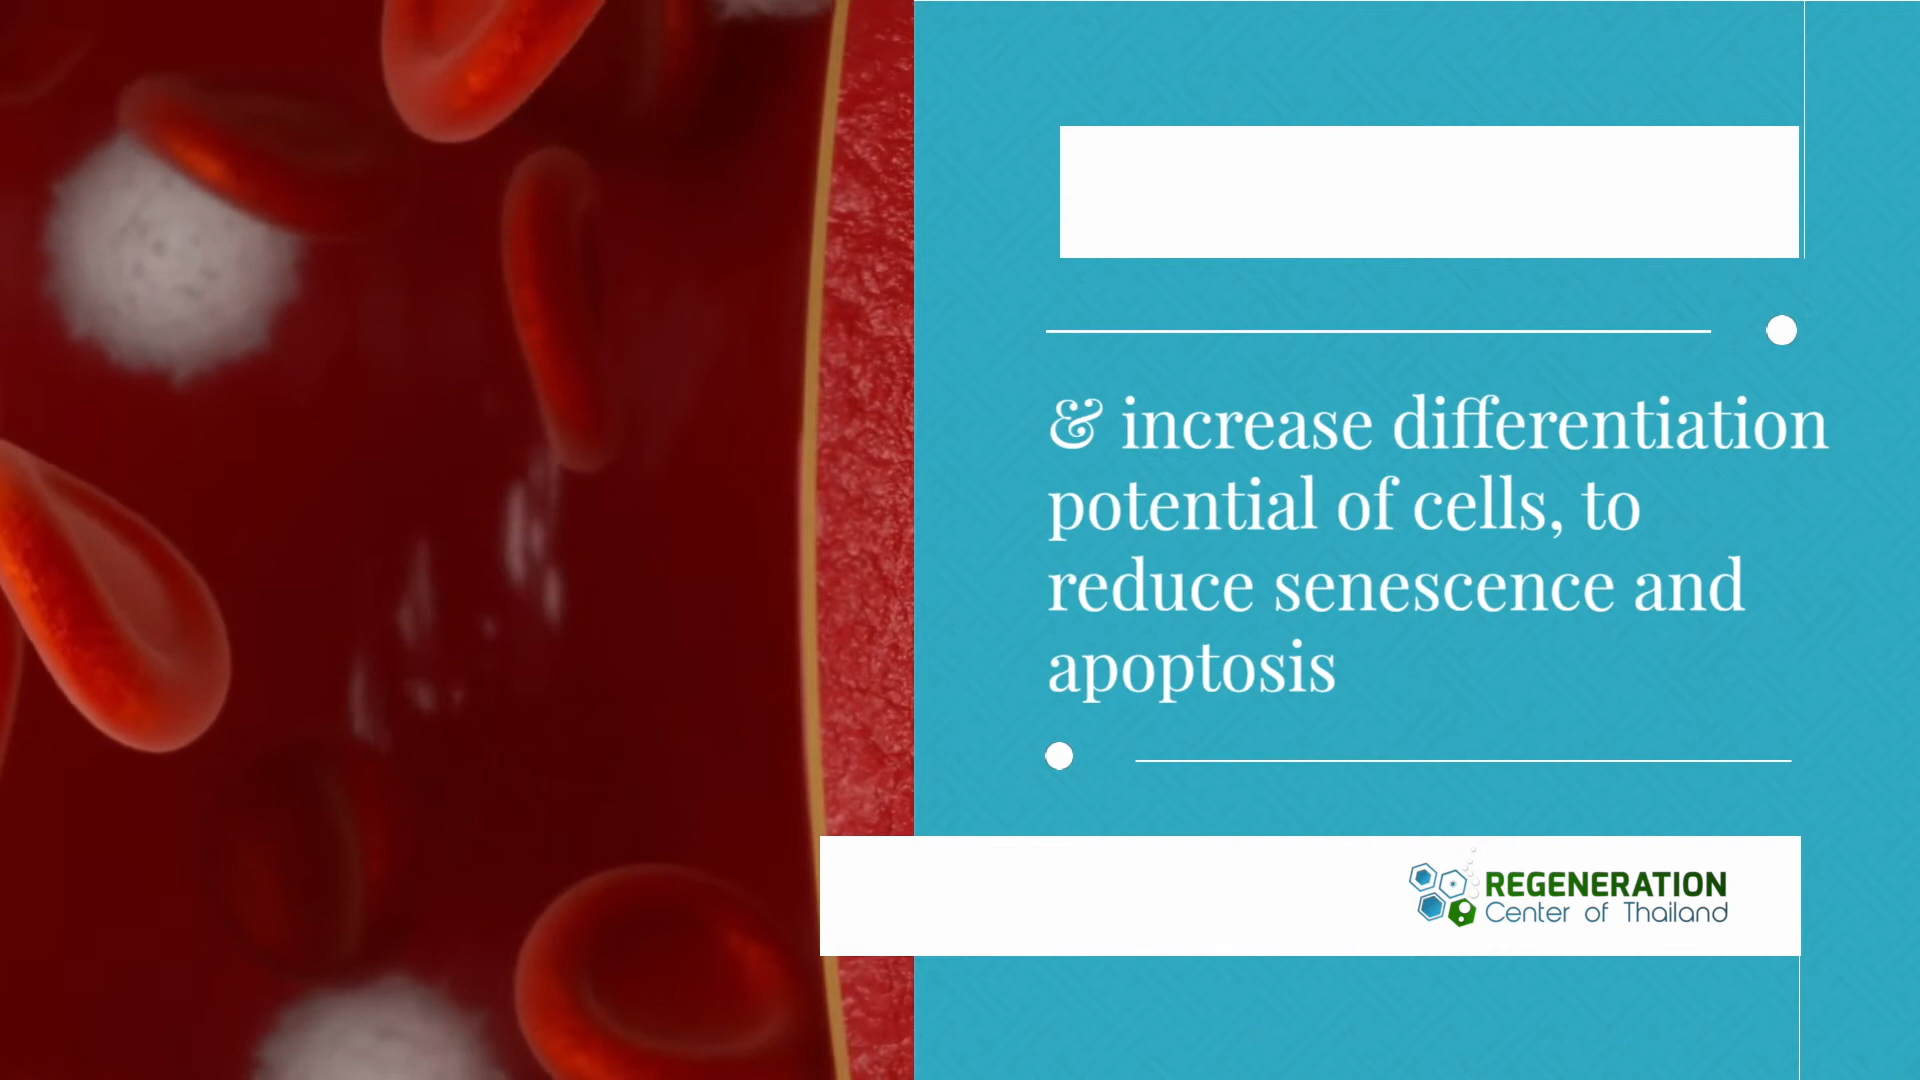 & increase differentiation
potential of cells, to
reduce senescence and
apoptosis
REGENERATION
Center of Thailand